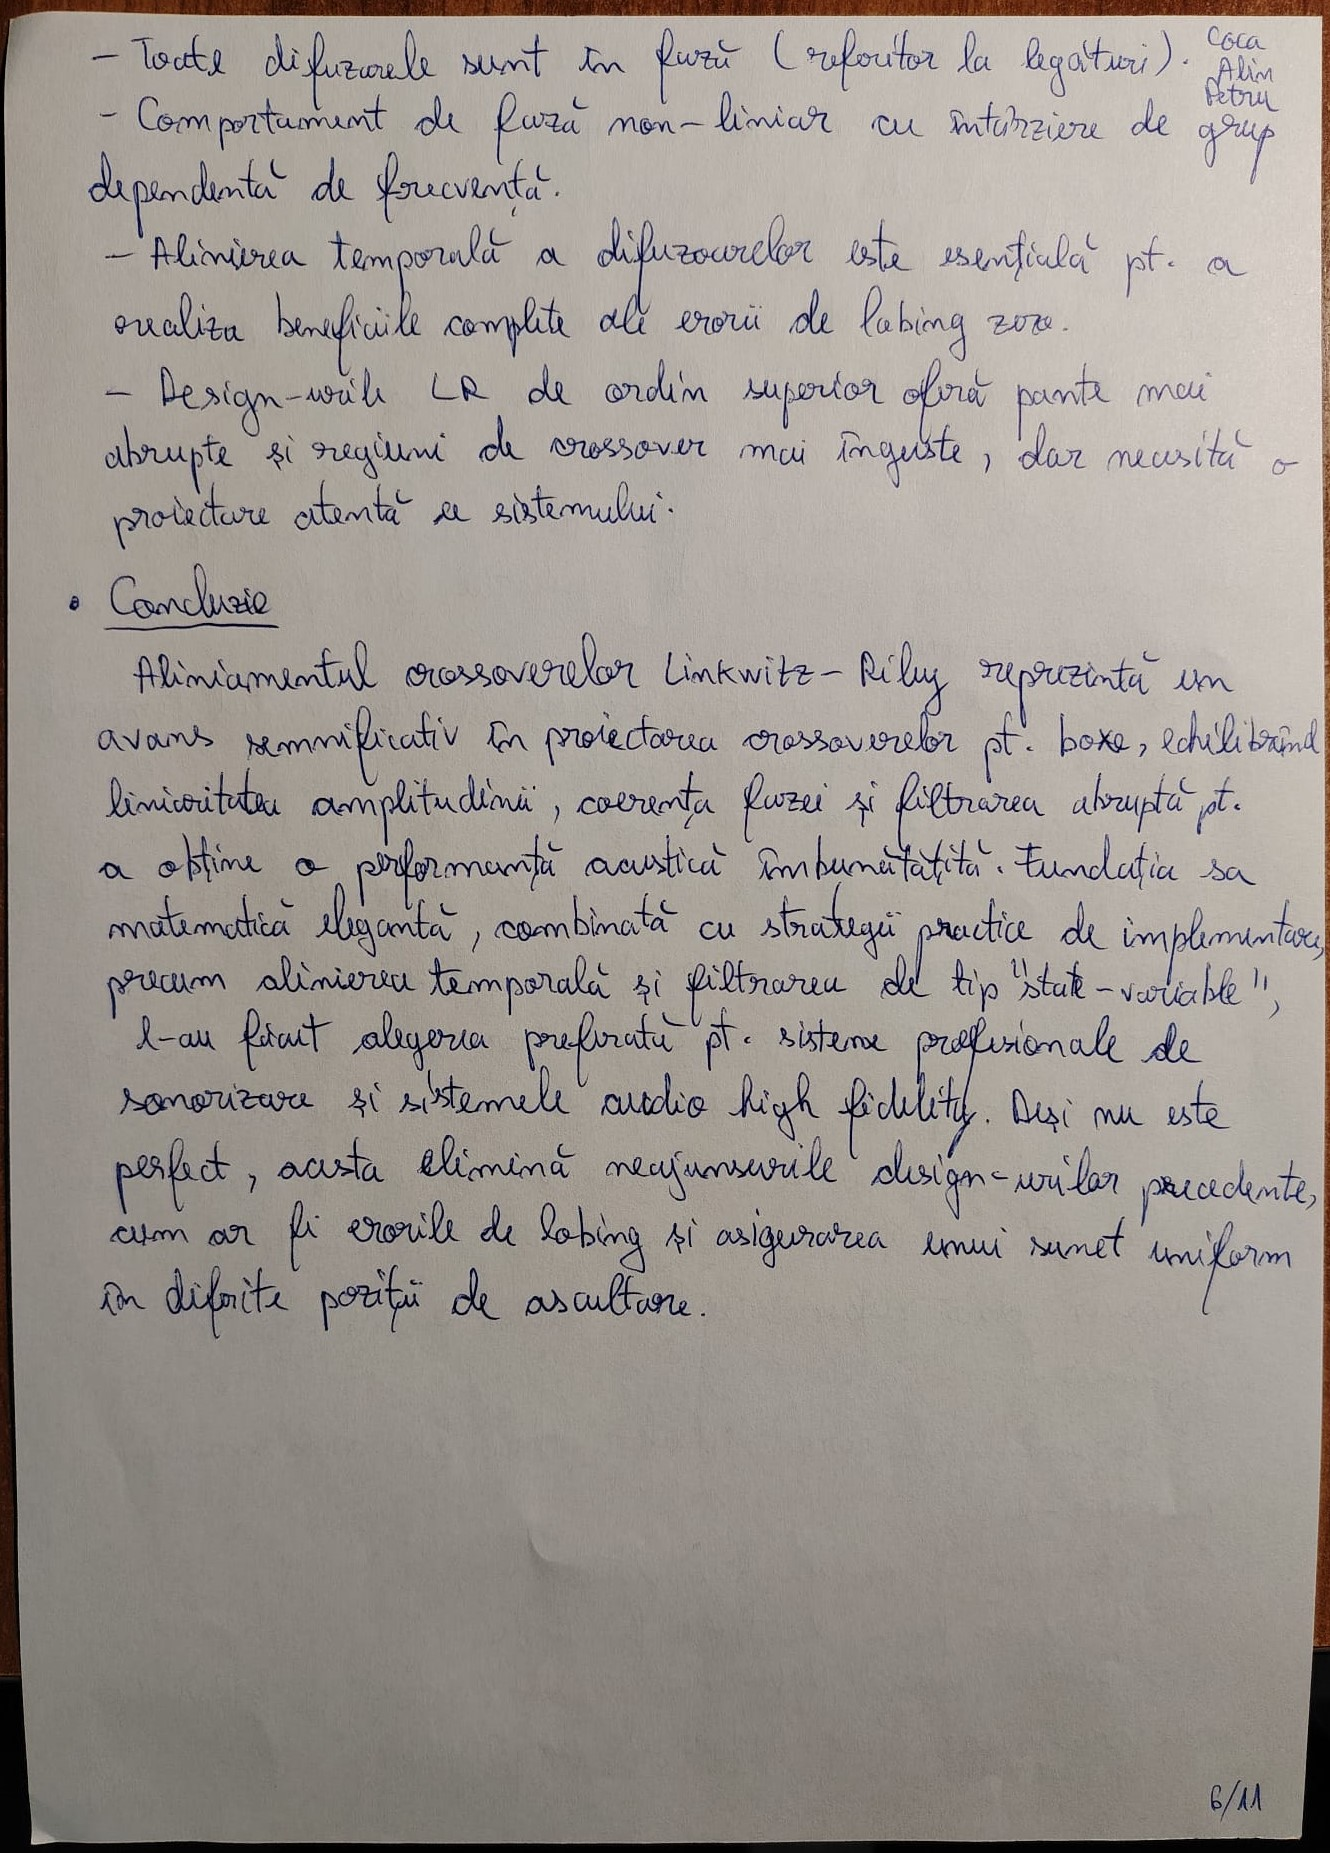 Coca
Alin
Petru
- Toate difuzoarele sunt în fază (referitor la legături).
- Comportament de fază non-liniar cu întârziere de grup
dependentă de frecvență.
- Alinierea temporală a difuzoarelor este esențială pt. a
realiza beneficiile complete ale erorii de lobing zero.
- Design-urile LR de ordin superior oferă pante mai
abrupte și regiuni de crossover mai înguste, dar necesită o
proiectare atentă a sistemului.
• Concluzie
Aliniamentul crossoverelor Linkwitz-Riley reprezintă un
avans semnificativ în proiectarea crossoverelor pt. boxe, echilibrând
liniaritatea amplitudinii, coerența fazei și filtrarea abruptă pt.
a obține o performanță acustică îmbunătățită. Fundația sa
matematică elegantă, combinată cu strategii practice de implementare,
precum alinierea temporală și filtrarea de tip "state-variable",
l-au făcut alegerea preferată pt. sisteme profesionale de
sonorizare și sistemele audio high fidelity. Deși nu este
perfect, acesta elimină neajunsurile design-urilor precedente,
cum ar fi erorile de lobing și asigurarea unui sunet uniform
în diferite poziții de ascultare.
6/11